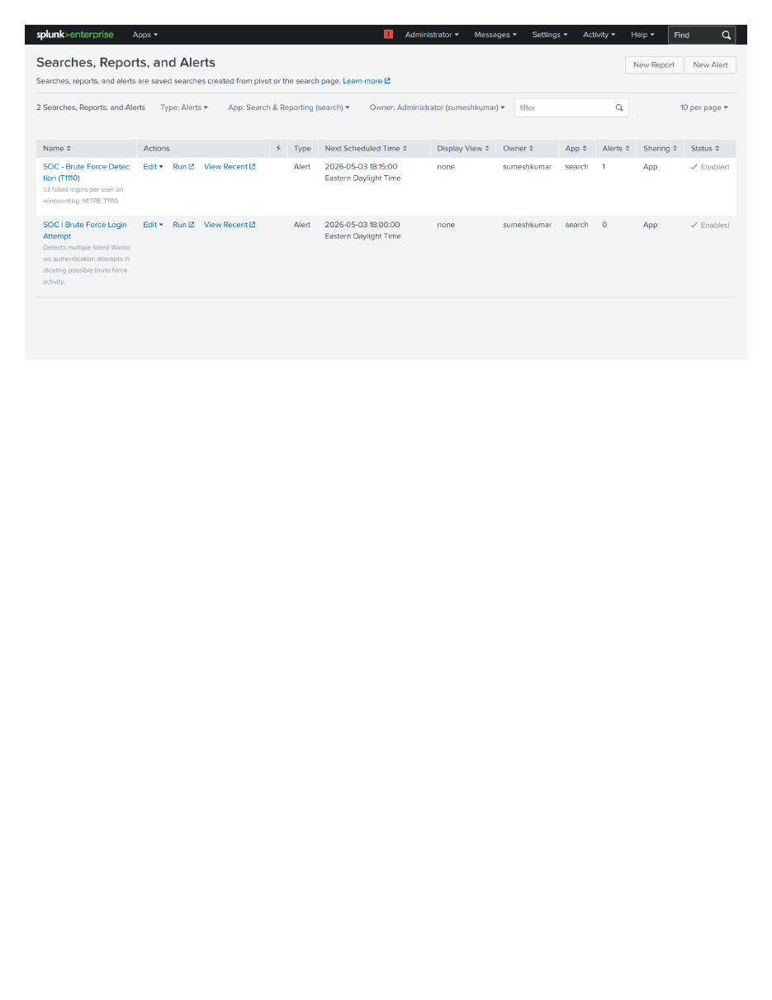 splunk>enterprise Apps ! Administrator Messages Settings Activity Help Find
Searches, Reports, and Alerts
New Report New Alert
Searches, reports, and alerts are saved searches created from pivot or the search page. Learn more
2 Searches, Reports, and Alerts Type: Alerts App: Search & Reporting (search) Owner: Administrator (sumeshkumar) filter 10 per page
Name Actions Type Next Scheduled Time Display View Owner App Alerts Sharing Status
SOC - Brute Force Detec Edit Run View Recent Alert 2026-05-03 18:15:00 none sumeshkumar search 1 App Enabled
tion (T1110) Eastern Daylight Time
≥3 failed logins per user on
wineventlog. MITRE T1110.
SOC | Brute Force Login Edit Run View Recent Alert 2026-05-03 18:00:00 none sumeshkumar search 0 App Enabled
Attempt Eastern Daylight Time
Detects multiple failed Windo
ws authentication attempts in
dicating possible brute force
activity.